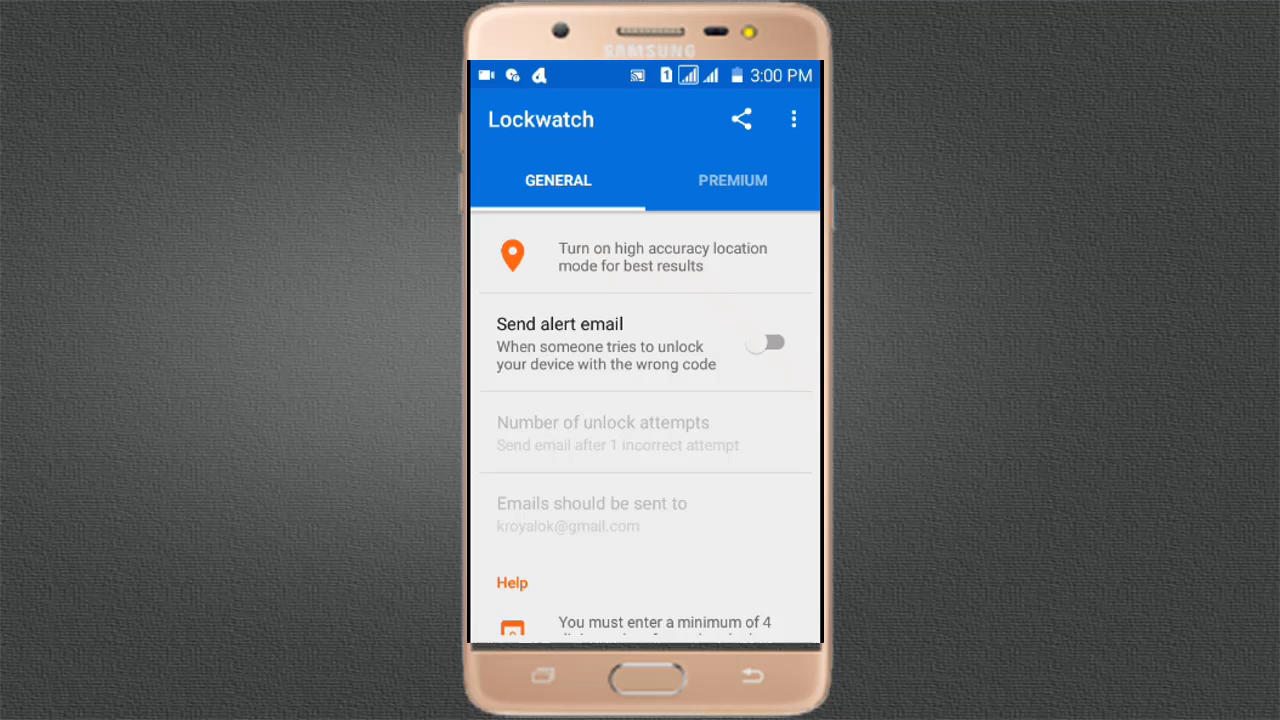 SAMSUNG
1 3:00 PM
Lockwatch
GENERAL PREMIUM
Turn on high accuracy location
mode for best results
Send alert email
When someone tries to unlock
your device with the wrong code
Number of unlock attempts
Send email after 1 incorrect attempt
Emails should be sent to
kroyalok@gmail.com
Help
You must enter a minimum of 4